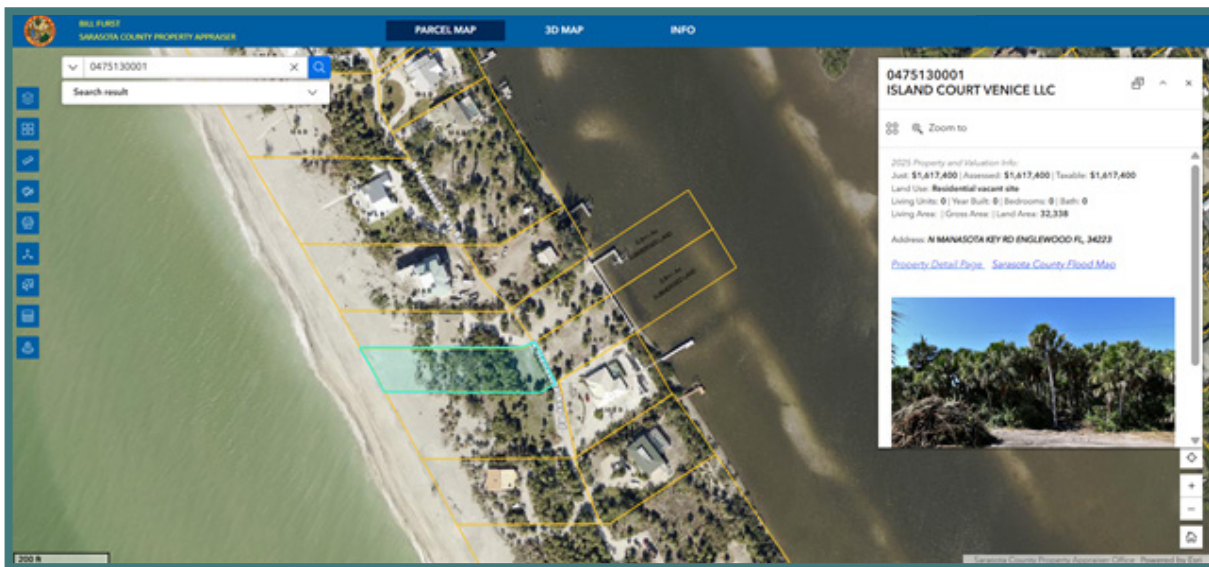 BILL FURST
SARASOTA COUNTY PROPERTY APPRAISER
PARCEL MAP
3D MAP
INFO
0475130001
Search result
0475130001
ISLAND COURT VENICE LLC
Zoom to
2025 Property and Valuation Info:
Just: $1,617,400 | Assessed: $1,617,400 | Taxable: $1,617,400
Land Use: Residential vacant site
Living Units: 0 | Year Built: 0 | Bedrooms: 0 | Bath: 0
Living Area: | Gross Area: | Land Area: 32,338
Address: N MANASOTA KEY RD ENGLEWOOD FL, 34223
Property Detail Page Sarasota County Flood Map
200 ft
Sarasota County Property Appraiser Office Powered by Esri